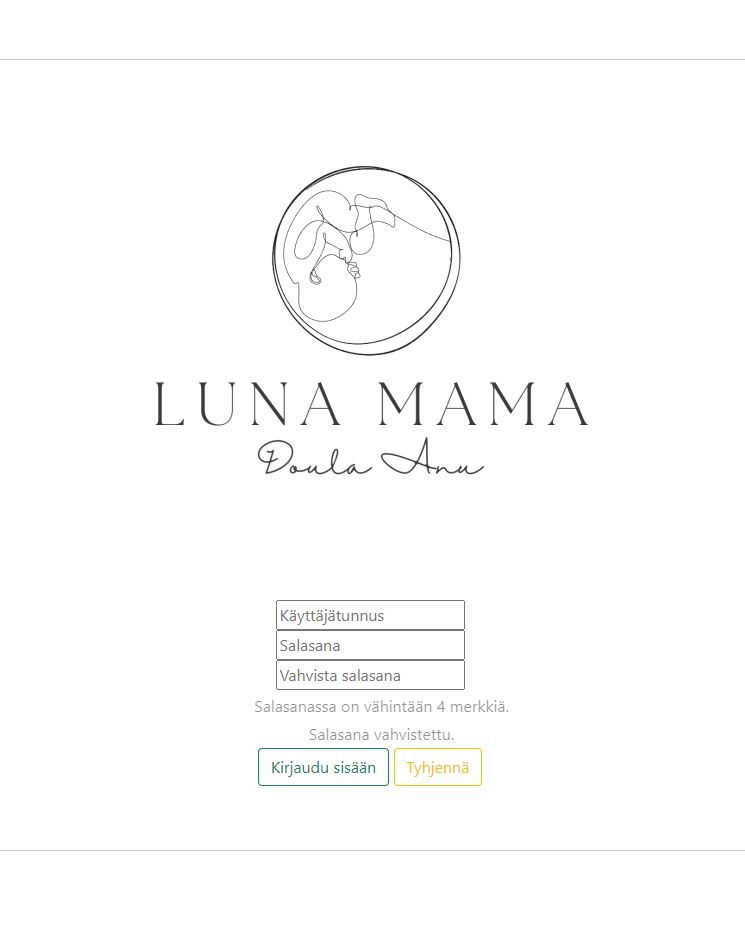 LUNA MAMA
Doula Anu
Käyttäjätunnus
Salasana
Vahvista salasana
Salasanassa on vähintään 4 merkkiä.
Salasana vahvistettu.
Kirjaudu sisään Tyhjennä